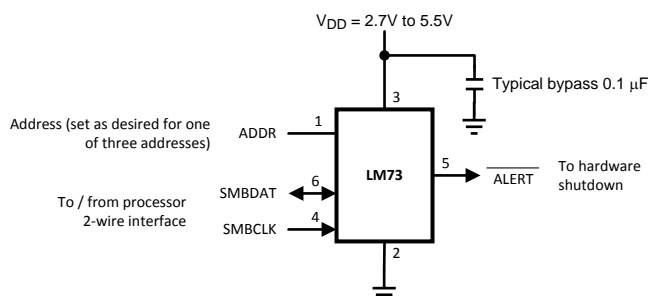 V_DD = 2.7V to 5.5V
Typical bypass 0.1 μF
3
Address (set as desired for one
of three addresses)
ADDR
1
LM73
5
ALERT
To hardware
shutdown
To / from processor
2-wire interface
SMBDAT
6
SMBCLK
4
2